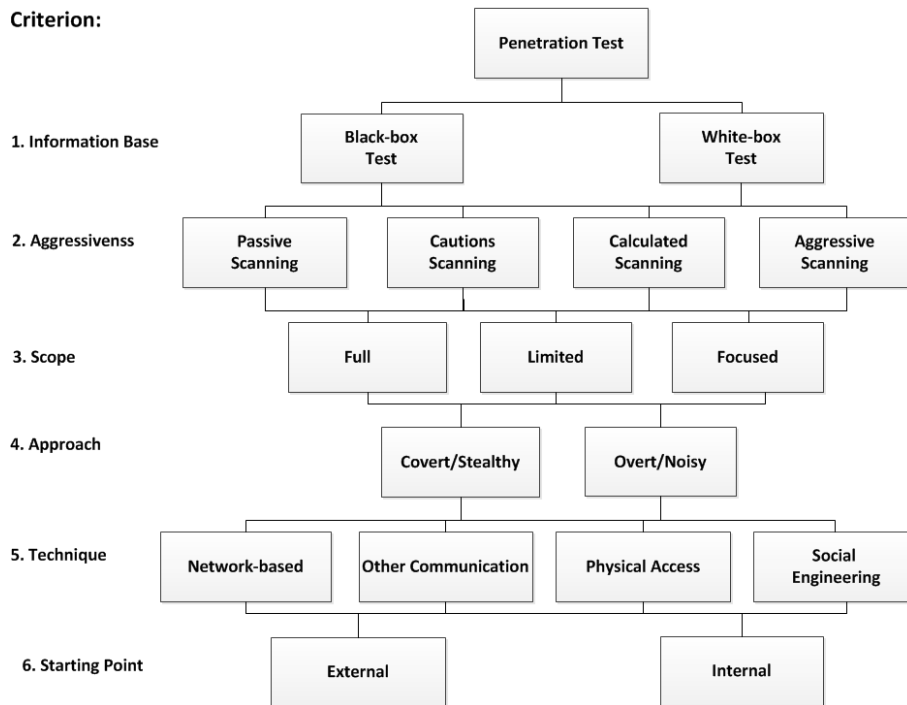 Criterion:
Penetration Test
1. Information Base
Black-box
Test
White-box
Test
2. Aggressivenss
Passive
Scanning
Cautions
Scanning
Calculated
Scanning
Aggressive
Scanning
3. Scope
Full
Limited
Focused
4. Approach
Covert/Stealthy
Overt/Noisy
5. Technique
Network-based
Other Communication
Physical Access
Social
Engineering
6. Starting Point
External
Internal